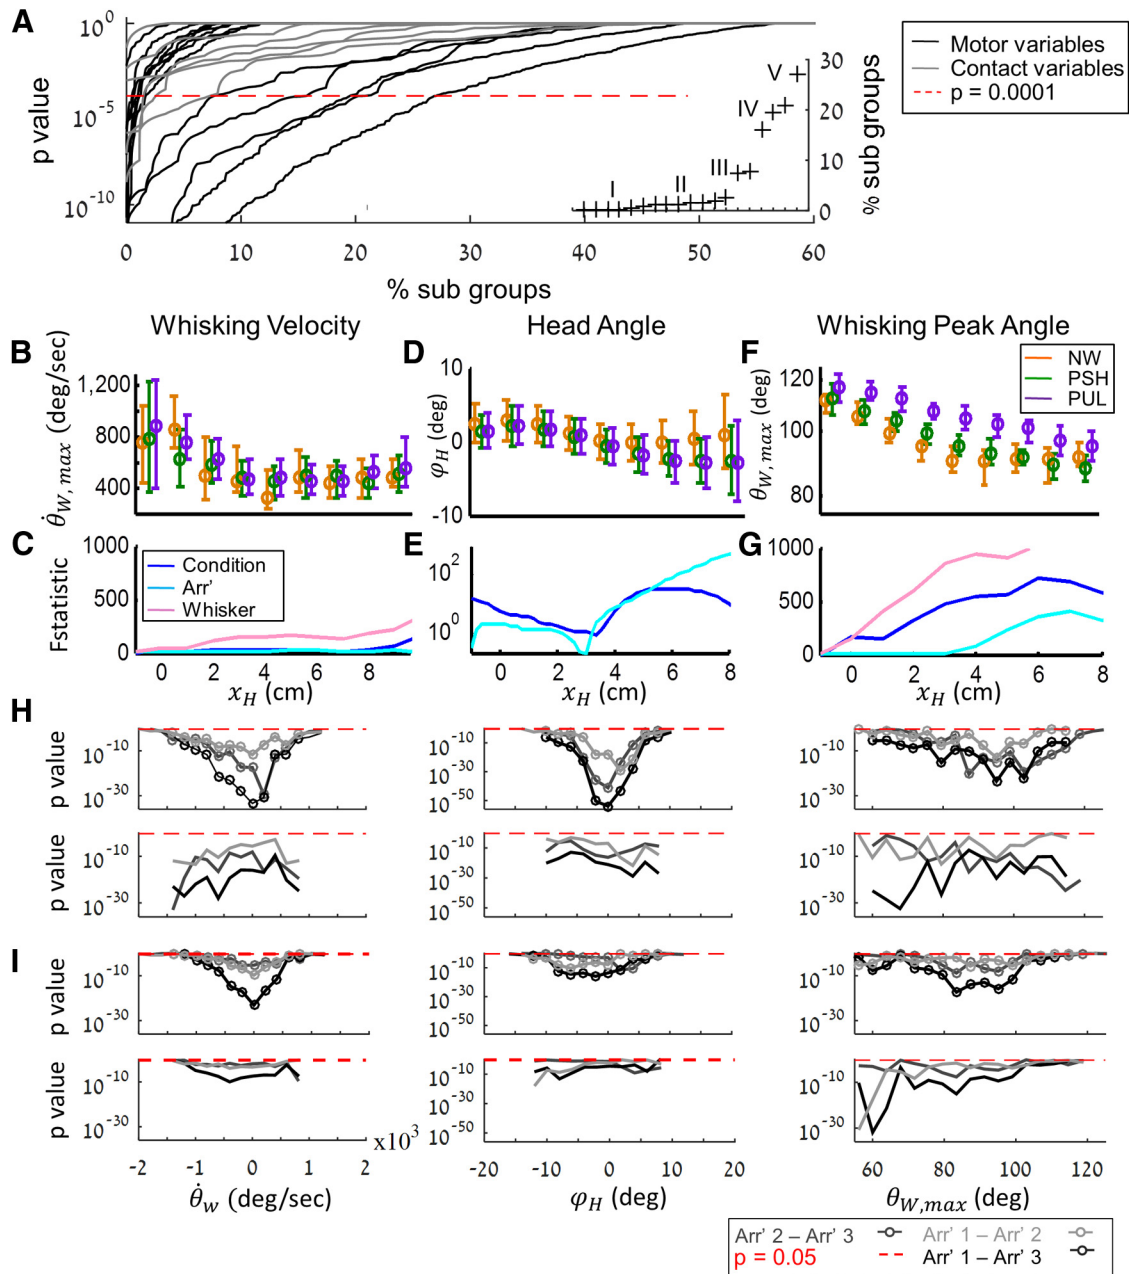 A
p value
10^0
10^-5
10^-10
0 10 20 30 40 50 60
% sub groups
I II III IV V
30
20
10
0
% sub groups
Motor variables
Contact variables
p = 0.0001
Whisking Velocity
Head Angle
Whisking Peak Angle
B
θ̇_{W,max} (deg/sec)
1,200
800
400
D
φ_H (deg)
10
0
-10
F
θ_{W,max} (deg)
120
100
80
NW
PSH
PUL
C
Fstatistic
1000
500
0
Condition
Arr'
Whisker
0 2 4 6 8
x_H (cm)
E
10^2
10^0
0 2 4 6 8
x_H (cm)
G
1000
500
0
0 2 4 6 8
x_H (cm)
H
p value
10^-10
10^-30
10^-10
10^-30
10^-50
10^-10
10^-30
p value
10^-10
10^-30
10^-10
10^-30
10^-50
10^-10
10^-30
I
p value
10^-10
10^-30
10^-10
10^-30
10^-50
10^-10
10^-30
p value
10^-10
10^-30
10^-10
10^-30
10^-50
10^-10
10^-30
-2 -1 0 1 2
x10^3
θ̇_w (deg/sec)
-20 -10 0 10 20
φ_H (deg)
60 80 100 120
θ_{W,max} (deg)
Arr' 2 – Arr' 3
Arr' 1 – Arr' 2
p = 0.05
Arr' 1 – Arr' 3